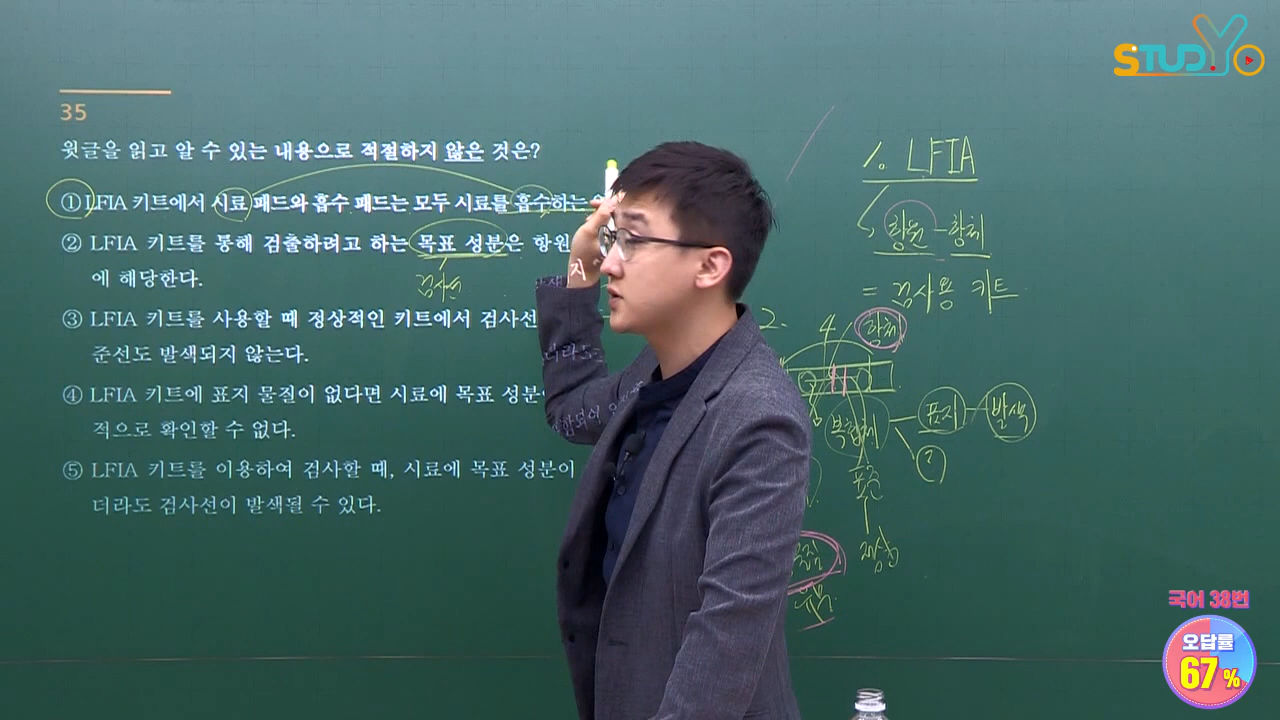 STUDYO
35
윗글을 읽고 알 수 있는 내용으로 적절하지 않은 것은?
① LFIA 키트에서 시료 패드와 흡수 패드는 모두 시료를 흡수하는
② LFIA 키트를 통해 검출하려고 하는 목표 성분은 항원
에 해당한다.
검사선
③ LFIA 키트를 사용할 때 정상적인 키트에서 검사선
준선도 발색되지 않는다.
④ LFIA 키트에 표지 물질이 없다면 시료에 목표 성분
적으로 확인할 수 없다.
⑤ LFIA 키트를 이용하여 검사할 때, 시료에 목표 성분이
더라도 검사선이 발색될 수 있다.
1. LFIA
항원-항체
= 검사용 키트
2. 4
항체
복합체 표지 - 발색
?
표준
국어 38번
오답률
67%